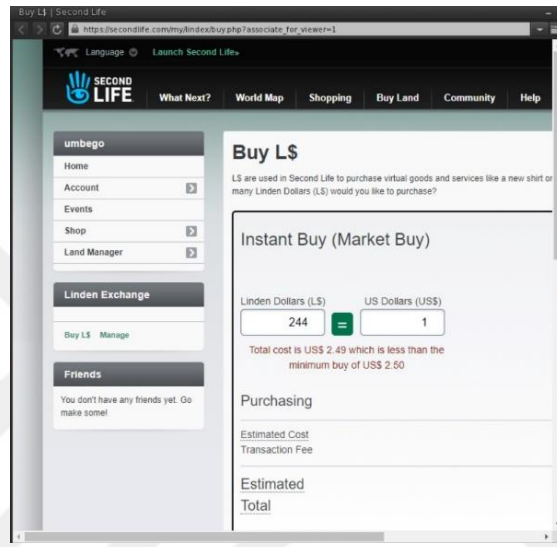 Buy L$ | Second Life
https://secondlife.com/my/lindex/buy.php?associate_for_viewer=1
Language Launch Second Life»
SECOND
LIFE
What Next? World Map Shopping Buy Land Community Help
umbego
Home
Account
Events
Shop
Land Manager
Linden Exchange
Buy L$ Manage
Friends
You don't have any friends yet. Go
make some!
Buy L$
L$ are used in Second Life to purchase virtual goods and services like a new shirt or
many Linden Dollars (L$) would you like to purchase?
Instant Buy (Market Buy)
Linden Dollars (L$) US Dollars (US$)
244 = 1
Total cost is US$ 2.49 which is less than the
minimum buy of US$ 2.50
Purchasing
Estimated Cost
Transaction Fee
Estimated
Total